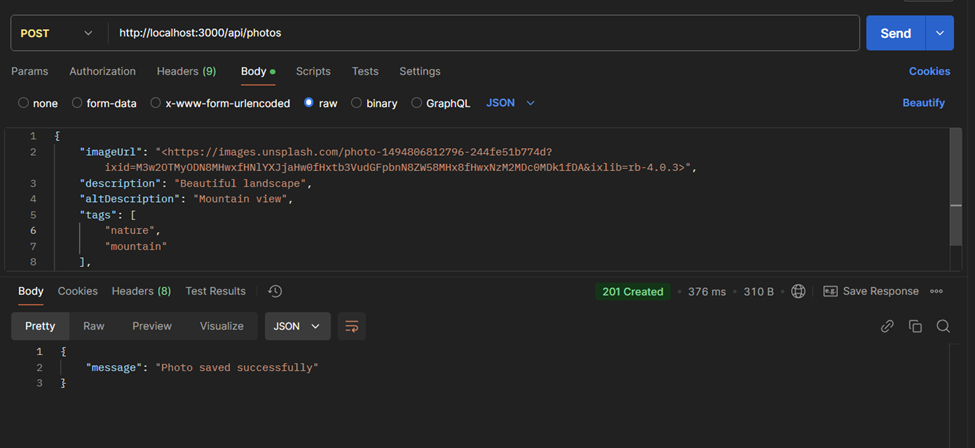 POST http://localhost:3000/api/photos Send
Params Authorization Headers (9) Body Scripts Tests Settings Cookies
none form-data x-www-form-urlencoded raw binary GraphQL JSON Beautify
1 {
2 "imageUrl": "<https://images.unsplash.com/photo-1494806812796-244fe51b774d?
ixid=M3w2OTMyODN8MHwxfHNlYXJjaHw0fHxtb3VudGFpbnN8ZW58MHx8fHwxNzM2MDc0MDk1fDA&ixlib=rb-4.0.3>",
3 "description": "Beautiful landscape",
4 "altDescription": "Mountain view",
5 "tags": [
6 "nature",
7 "mountain"
8 ],
Body Cookies Headers (8) Test Results 201 Created 376 ms 310 B Save Response
Pretty Raw Preview Visualize JSON
1 {
2 "message": "Photo saved successfully"
3 }